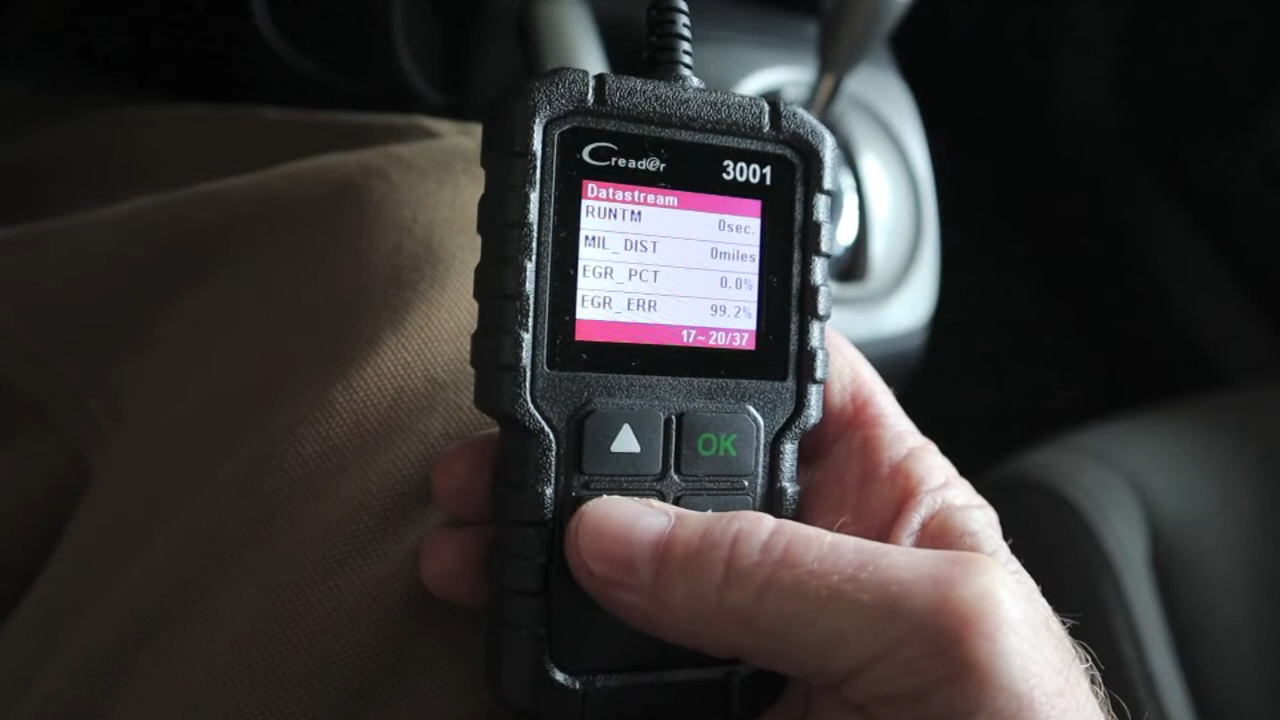 Creader 3001
Datastream
RUNTM 0sec.
MIL_DIST 0miles
EGR_PCT 0.0%
EGR_ERR 99.2%
17~20/37
OK